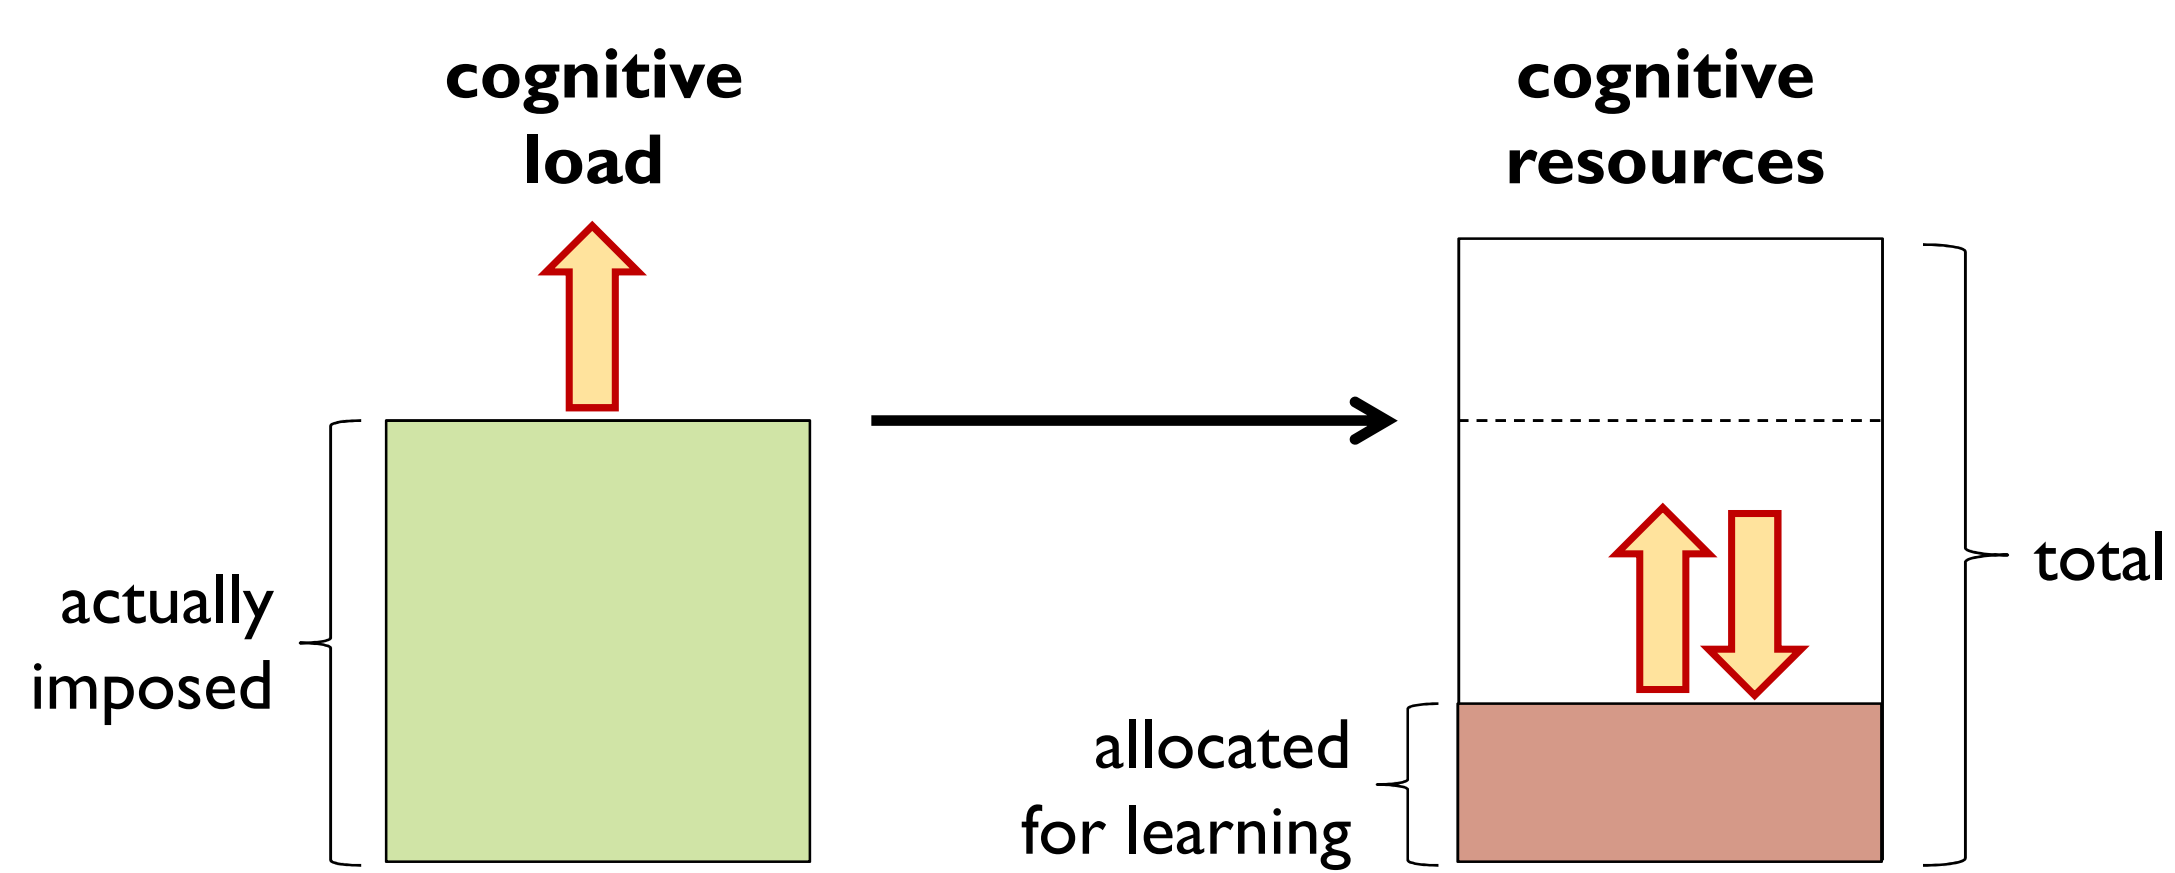 cognitive
load
cognitive
resources
actually
imposed
total
allocated
for learning